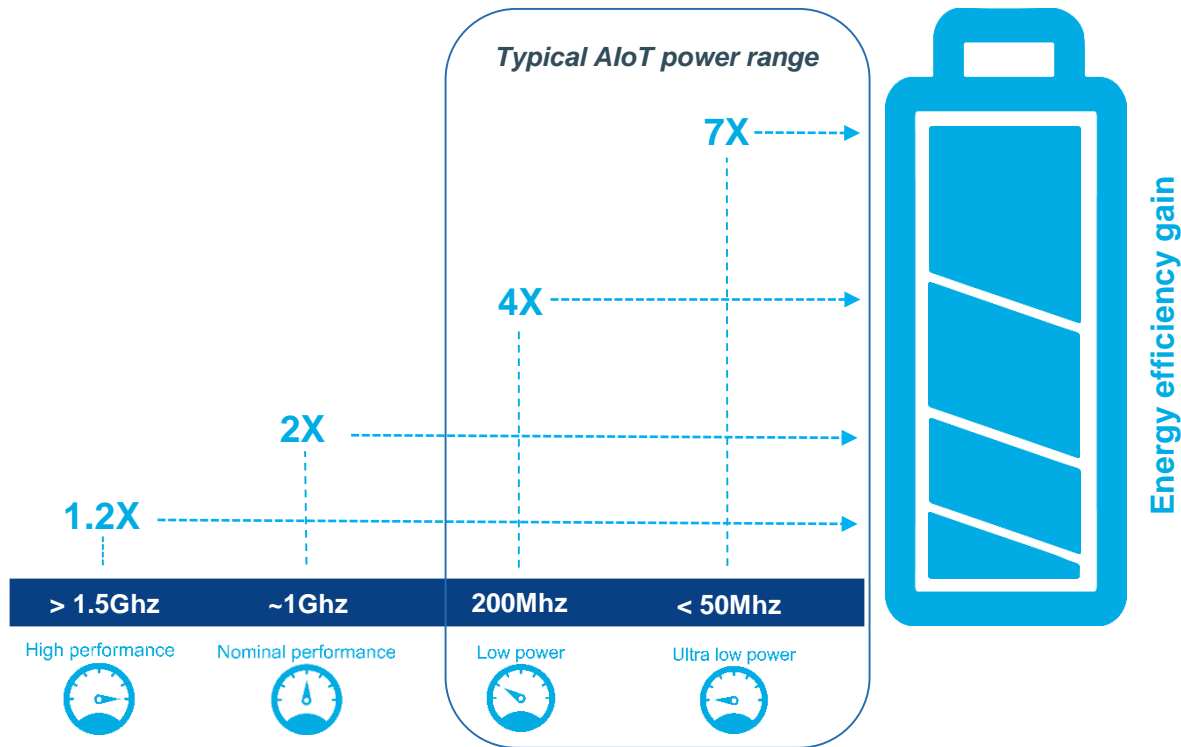 Typical AIoT power range
7X
4X
2X
1.2X
Energy efficiency gain
> 1.5Ghz
~1Ghz
200Mhz
< 50Mhz
High performance
Nominal performance
Low power
Ultra low power